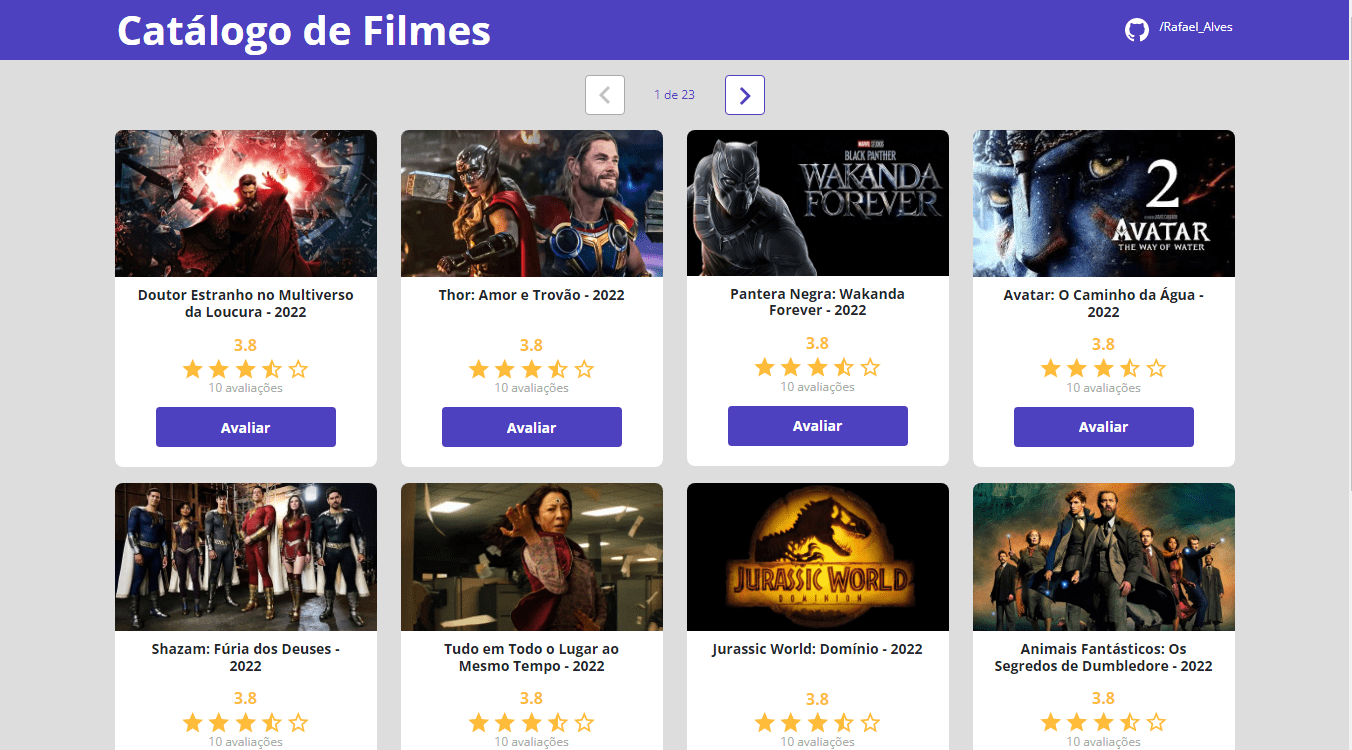 Catálogo de Filmes
/Rafael_Alves
1 de 23
MARVEL STUDIOS
BLACK PANTHER
WAKANDA
FOREVER
2
AVATAR
THE WAY OF WATER
Doutor Estranho no Multiverso
da Loucura - 2022
3.8
10 avaliações
Avaliar
Thor: Amor e Trovão - 2022
3.8
10 avaliações
Avaliar
Pantera Negra: Wakanda
Forever - 2022
3.8
10 avaliações
Avaliar
Avatar: O Caminho da Água -
2022
3.8
10 avaliações
Avaliar
JURASSIC WORLD
DOMINION
Shazam: Fúria dos Deuses -
2022
3.8
10 avaliações
Tudo em Todo o Lugar ao
Mesmo Tempo - 2022
3.8
10 avaliações
Jurassic World: Domínio - 2022
3.8
10 avaliações
Animais Fantásticos: Os
Segredos de Dumbledore - 2022
3.8
10 avaliações